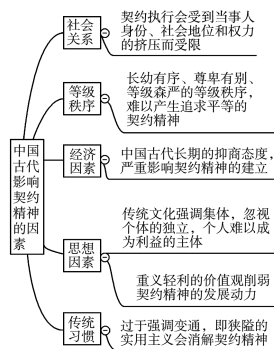 中国
古代
影响
契约
精神
的因
素
社会
关系
契约执行会受到当事人
身份、社会地位和权力
的挤压而受限
等级
秩序
长幼有序、尊卑有别、
等级森严的等级秩序，
难以产生追求平等的
契约精神
经济
因素
中国古代长期的抑商态度，
严重影响契约精神的建立
思想
因素
传统文化强调集体，忽视
个体的独立，个人难以成
为利益的主体
重义轻利的价值观削弱
契约精神的发展动力
传统
习惯
过于强调变通，即狭隘的
实用主义会消解契约精神